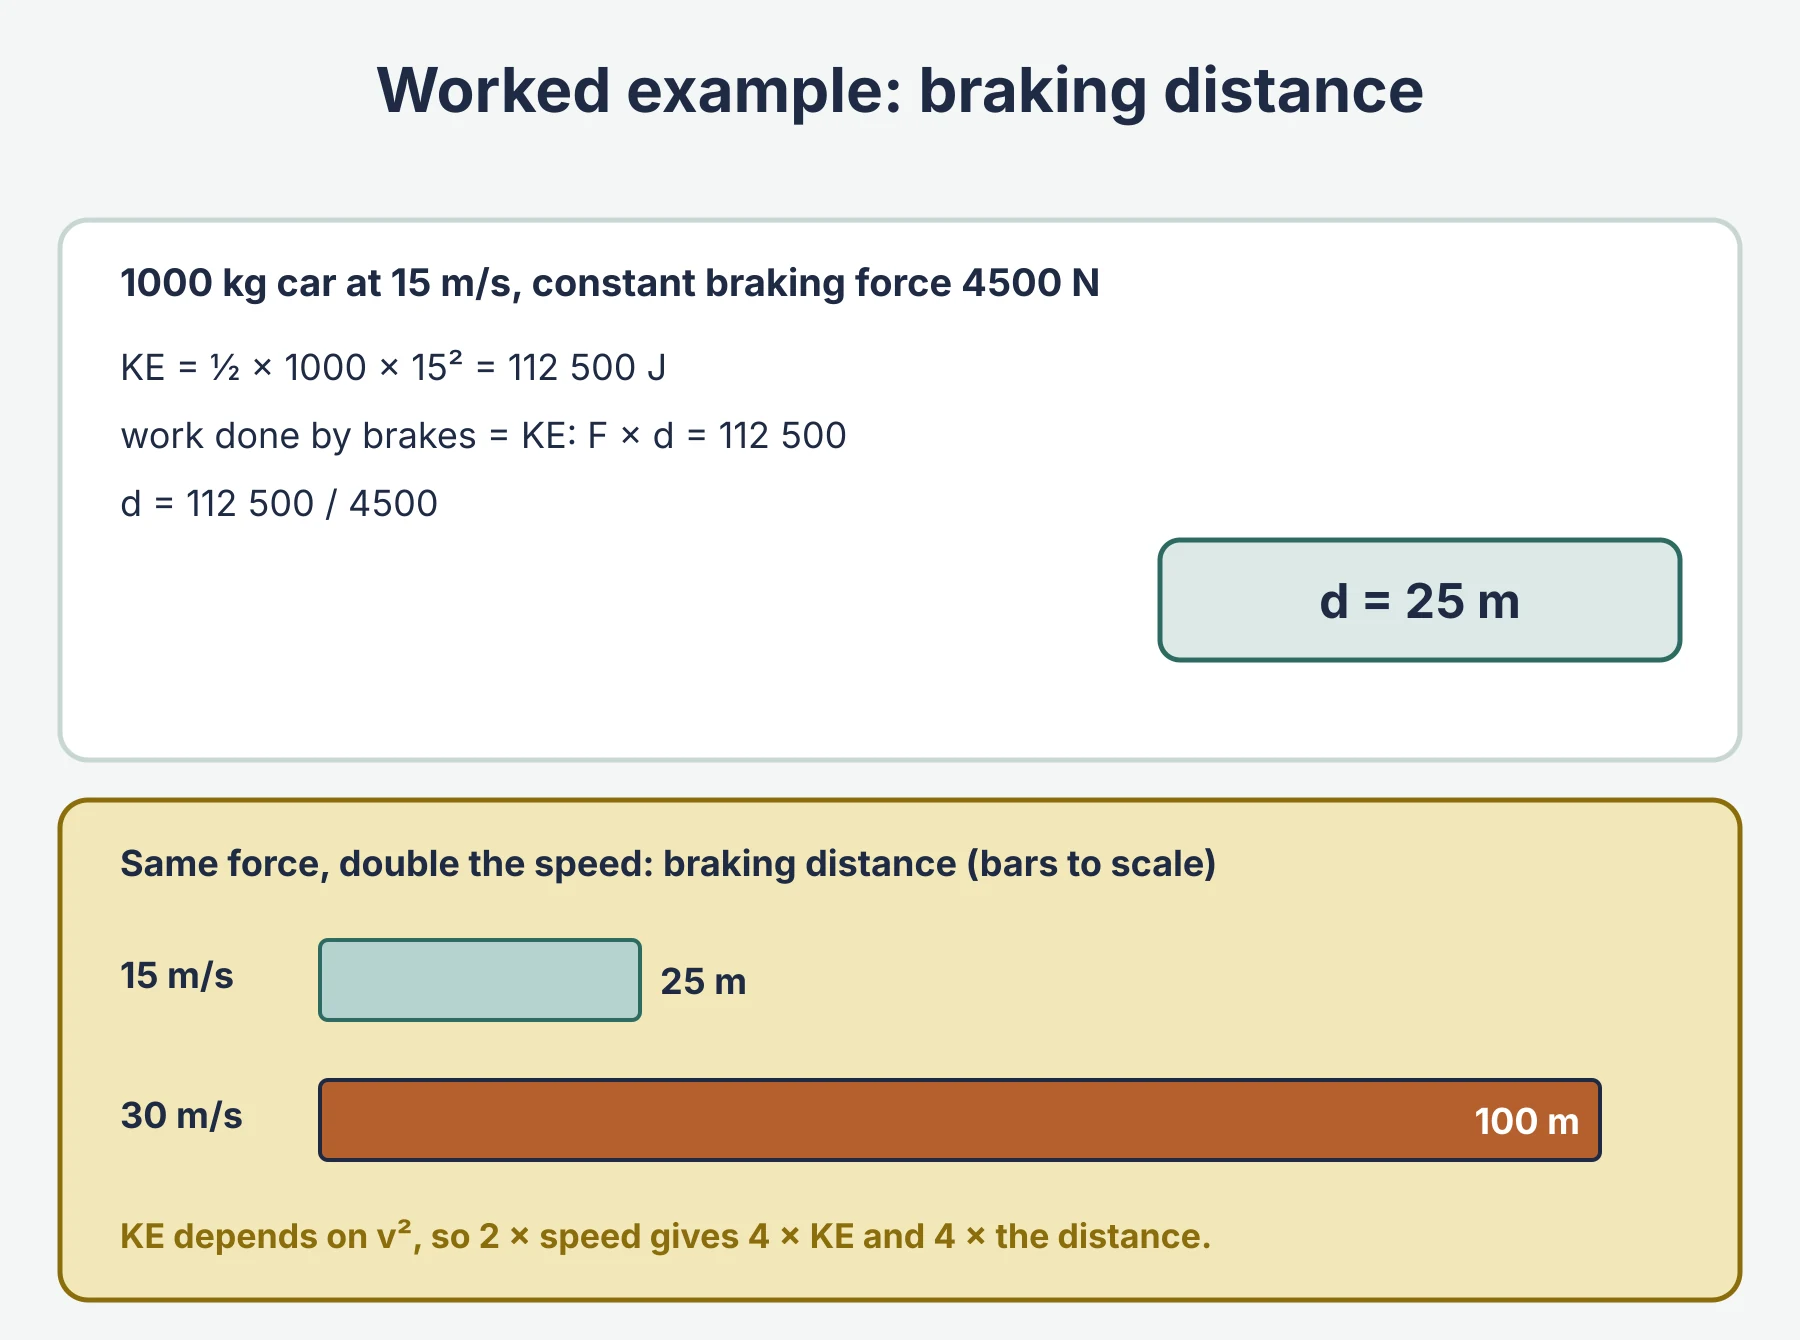 Worked example: braking distance
1000 kg car at 15 m/s, constant braking force 4500 N
KE = ½ × 1000 × 15² = 112 500 J
work done by brakes = KE: F × d = 112 500
d = 112 500 / 4500
d = 25 m
Same force, double the speed: braking distance (bars to scale)
15 m/s
25 m
30 m/s
100 m
KE depends on v², so 2 × speed gives 4 × KE and 4 × the distance.